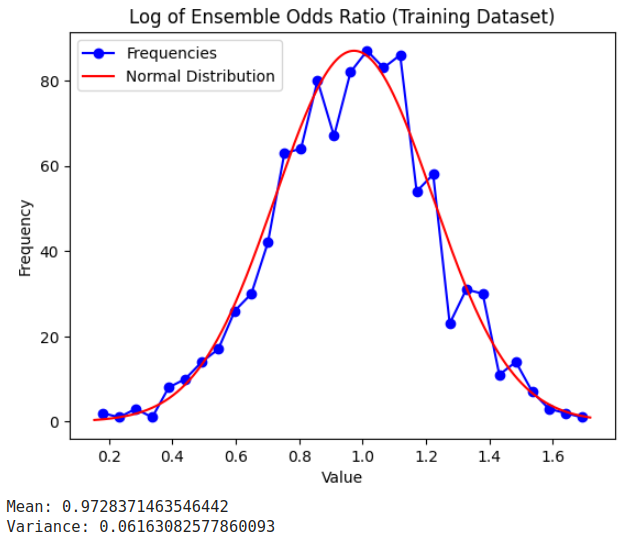 Log of Ensemble Odds Ratio (Training Dataset)
Frequencies
Normal Distribution
Frequency
80
60
40
20
0
0.2 0.4 0.6 0.8 1.0 1.2 1.4 1.6
Value
Mean: 0.9728371463546442
Variance: 0.06163082577860093